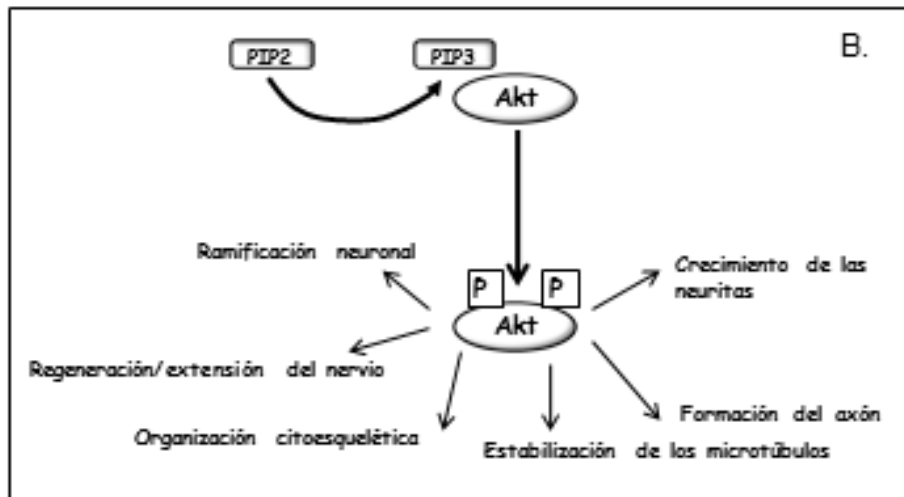 B.
PIP2
PIP3
Akt
Ramificación neuronal
Crecimiento de las
neuritas
P
P
Akt
Regeneración/extensión del nervio
Formación del axón
Organización citoesquelética
Estabilización de los microtúbulos